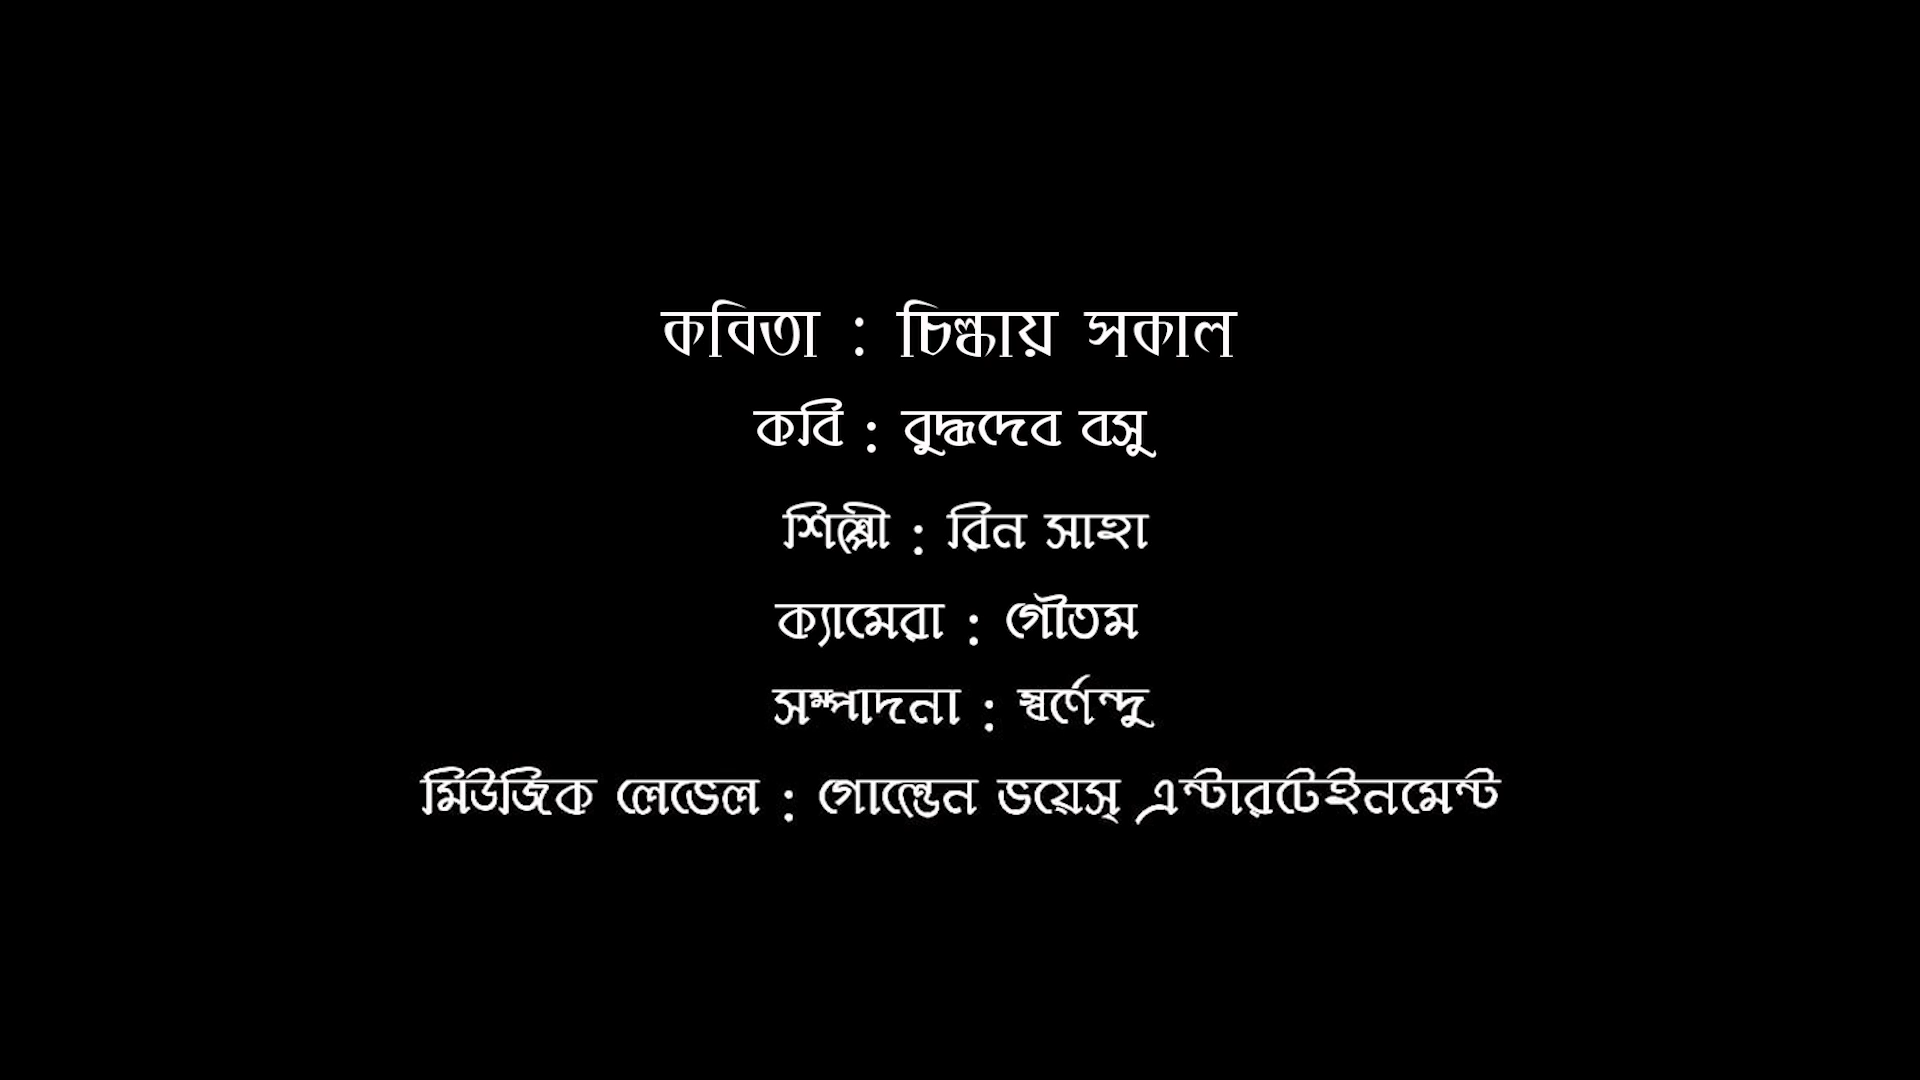 কবিতা : চিল্কায় সকাল
কবি : বুদ্ধদেব বসু
শিল্পী : রিন সাহা
ক্যামেরা : গৌতম
সম্পাদনা : স্বর্ণেন্দু
মিউজিক লেভেল : গোল্ডেন ভয়েস্ এন্টারটেইনমেন্ট